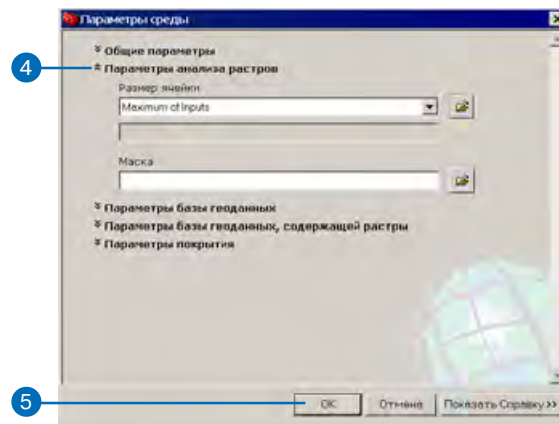 Параметры среды
Общие параметры
4
Параметры анализа растров
Размер ячейки
Maximum of Inputs
Маска
Параметры базы геоданных
Параметры базы геоданных, содержащей растры
Параметры покрытия
5
OK Отмена Показать Справку >>